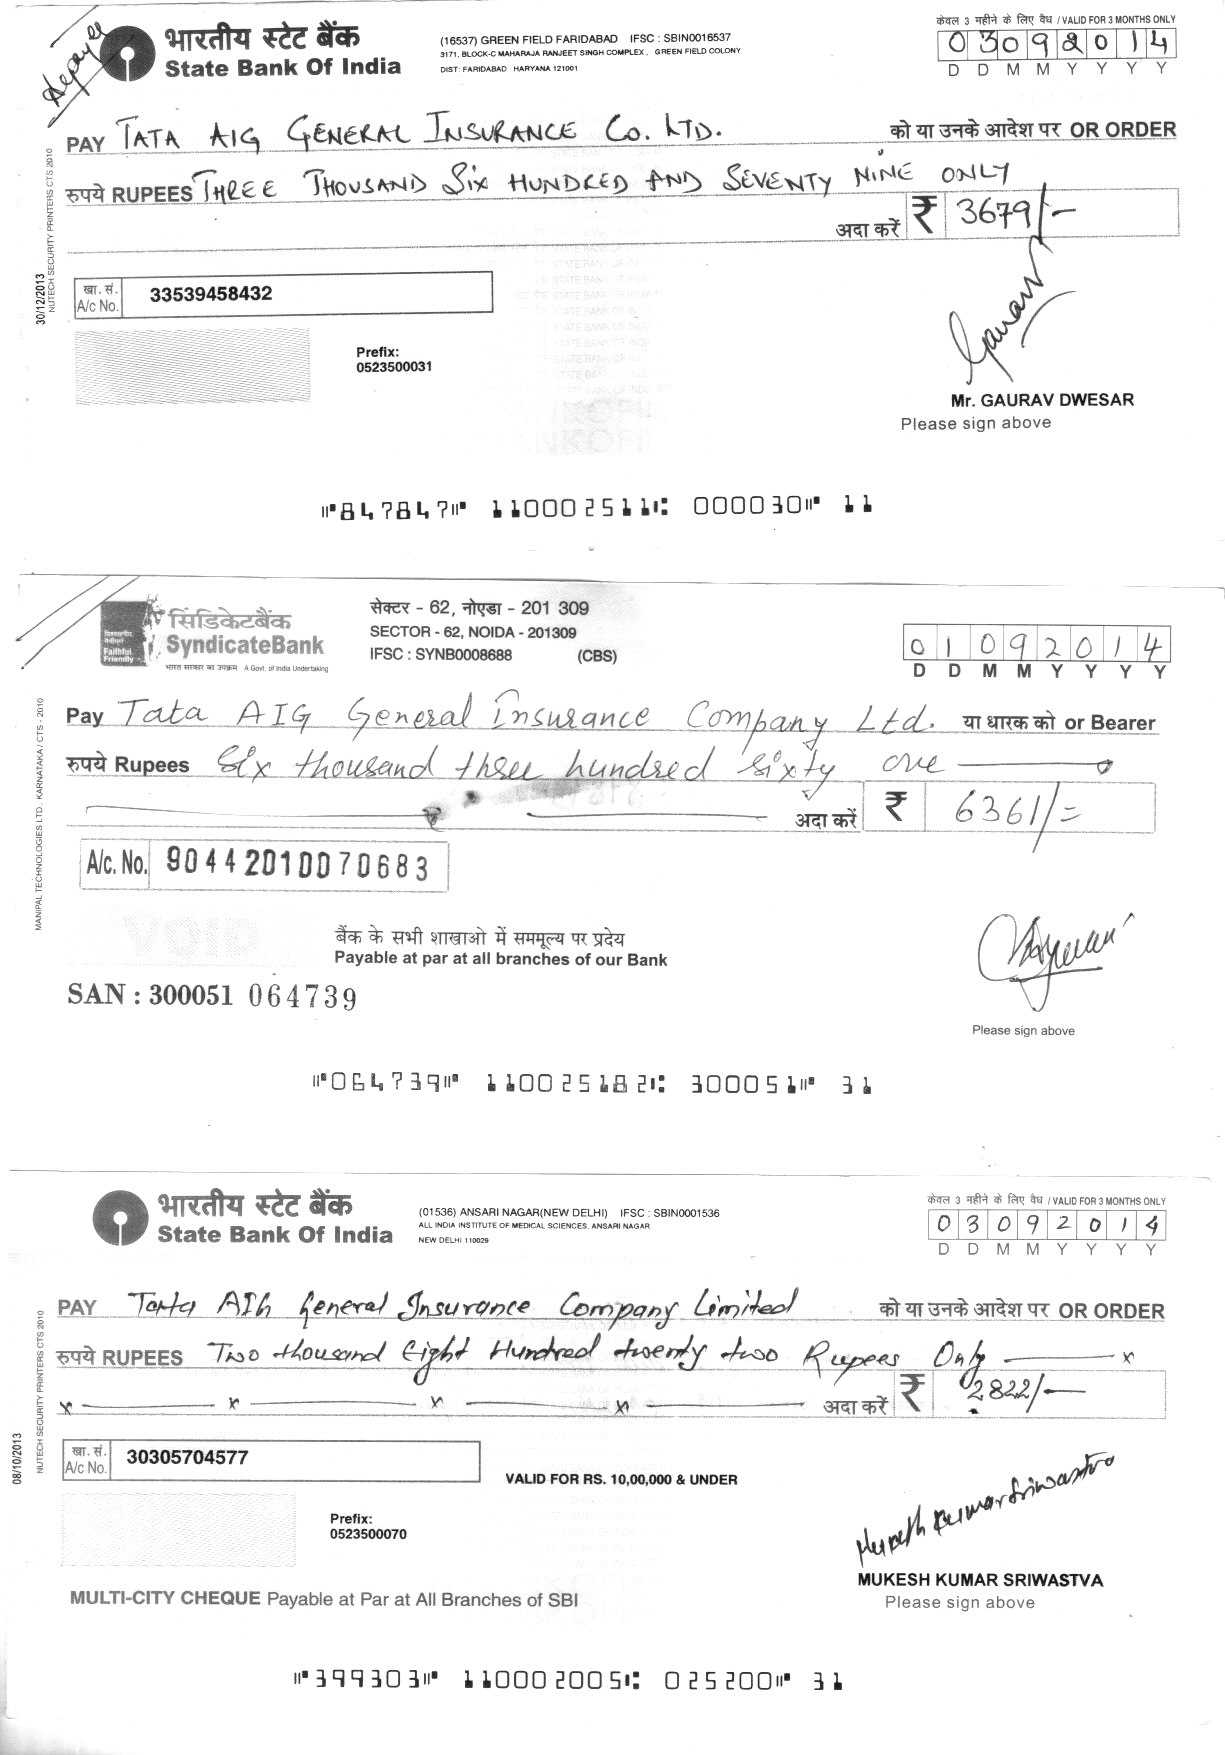 A/c payee
भारतीय स्टेट बैंक
State Bank Of India
(16537) GREEN FIELD FARIDABAD IFSC : SBIN0016537
3171, BLOCK-C MAHARAJA RANJEET SINGH COMPLEX, GREEN FIELD COLONY
DIST: FARIDABAD HARYANA 121001
केवल 3 महीने के लिए वैध / VALID FOR 3 MONTHS ONLY
0 3 0 9 2 0 1 4
D D M M Y Y Y Y
PAY TATA AIG GENERAL INSURANCE CO. LTD. को या उनके आदेश पर OR ORDER
रुपये RUPEES THREE THOUSAND SIX HUNDRED AND SEVENTY NINE ONLY
अदा करें ₹ 3679/-
खा. सं. A/c No. 33539458432
Prefix:
0523500031
30/12/2013
NUTECH SECURITY PRINTERS CTS 2010
Gaurav
Mr. GAURAV DWESAR
Please sign above
⑈847847⑈ 110002511⑆ 000030⑈ 11
सिंडिकेटबैंक
SyndicateBank
भारत सरकार का उपक्रम A Govt. of India Undertaking
विश्वसनीय, मैत्रीपूर्ण
Faithful
Friendly
सेक्टर - 62, नोएडा - 201 309
SECTOR - 62, NOIDA - 201309
IFSC : SYNB0008688 (CBS)
0 1 0 9 2 0 1 4
D D M M Y Y Y Y
Pay Tata AIG General Insurance Company Ltd. या धारक को or Bearer
रुपये Rupees Six thousand three hundred sixty one
अदा करें ₹ 6361/=
A/c. No. 90442010070683
MANIPAL TECHNOLOGIES LTD., KARNATAKA / CTS - 2010
बैंक के सभी शाखाओ में सममूल्य पर प्रदेय
Payable at par at all branches of our Bank
SAN : 300051 064739
Please sign above
⑈064739⑈ 110025182⑆ 300051⑈ 31
भारतीय स्टेट बैंक
State Bank Of India
(01536) ANSARI NAGAR(NEW DELHI) IFSC : SBIN0001536
ALL INDIA INSTITUTE OF MEDICAL SCIENCES, ANSARI NAGAR
NEW DELHI 110029
केवल 3 महीने के लिए वैध / VALID FOR 3 MONTHS ONLY
0 3 0 9 2 0 1 4
D D M M Y Y Y Y
PAY Tata AIG General Insurance Company Limited को या उनके आदेश पर OR ORDER
रुपये RUPEES Two thousand Eight Hundred twenty two Rupees Only
अदा करें ₹ 2822/-
खा. सं. A/c No. 30305704577
VALID FOR RS. 10,00,000 & UNDER
Prefix:
0523500070
08/10/2013
NUTECH SECURITY PRINTERS CTS 2010
Mukesh Kumar Sriwastva
MUKESH KUMAR SRIWASTVA
Please sign above
MULTI-CITY CHEQUE Payable at Par at All Branches of SBI
⑈399303⑈ 110002005⑆ 025200⑈ 31